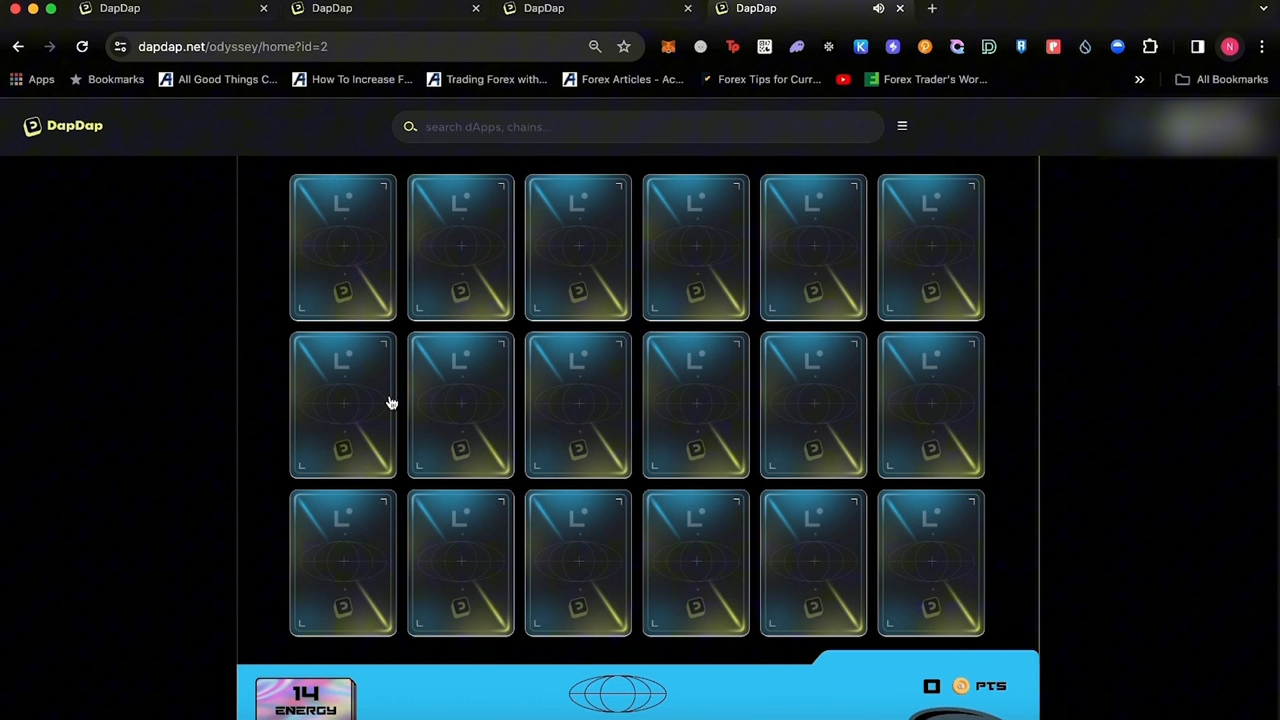 DapDap DapDap DapDap DapDap
dapdap.net/odyssey/home?id=2
Apps Bookmarks All Good Things C... How To Increase F... Trading Forex with... Forex Articles - Ac... Forex Tips for Curr... Forex Trader's Wor... » All Bookmarks
DapDap search dApps, chains...
14
ENERGY
0 PTS